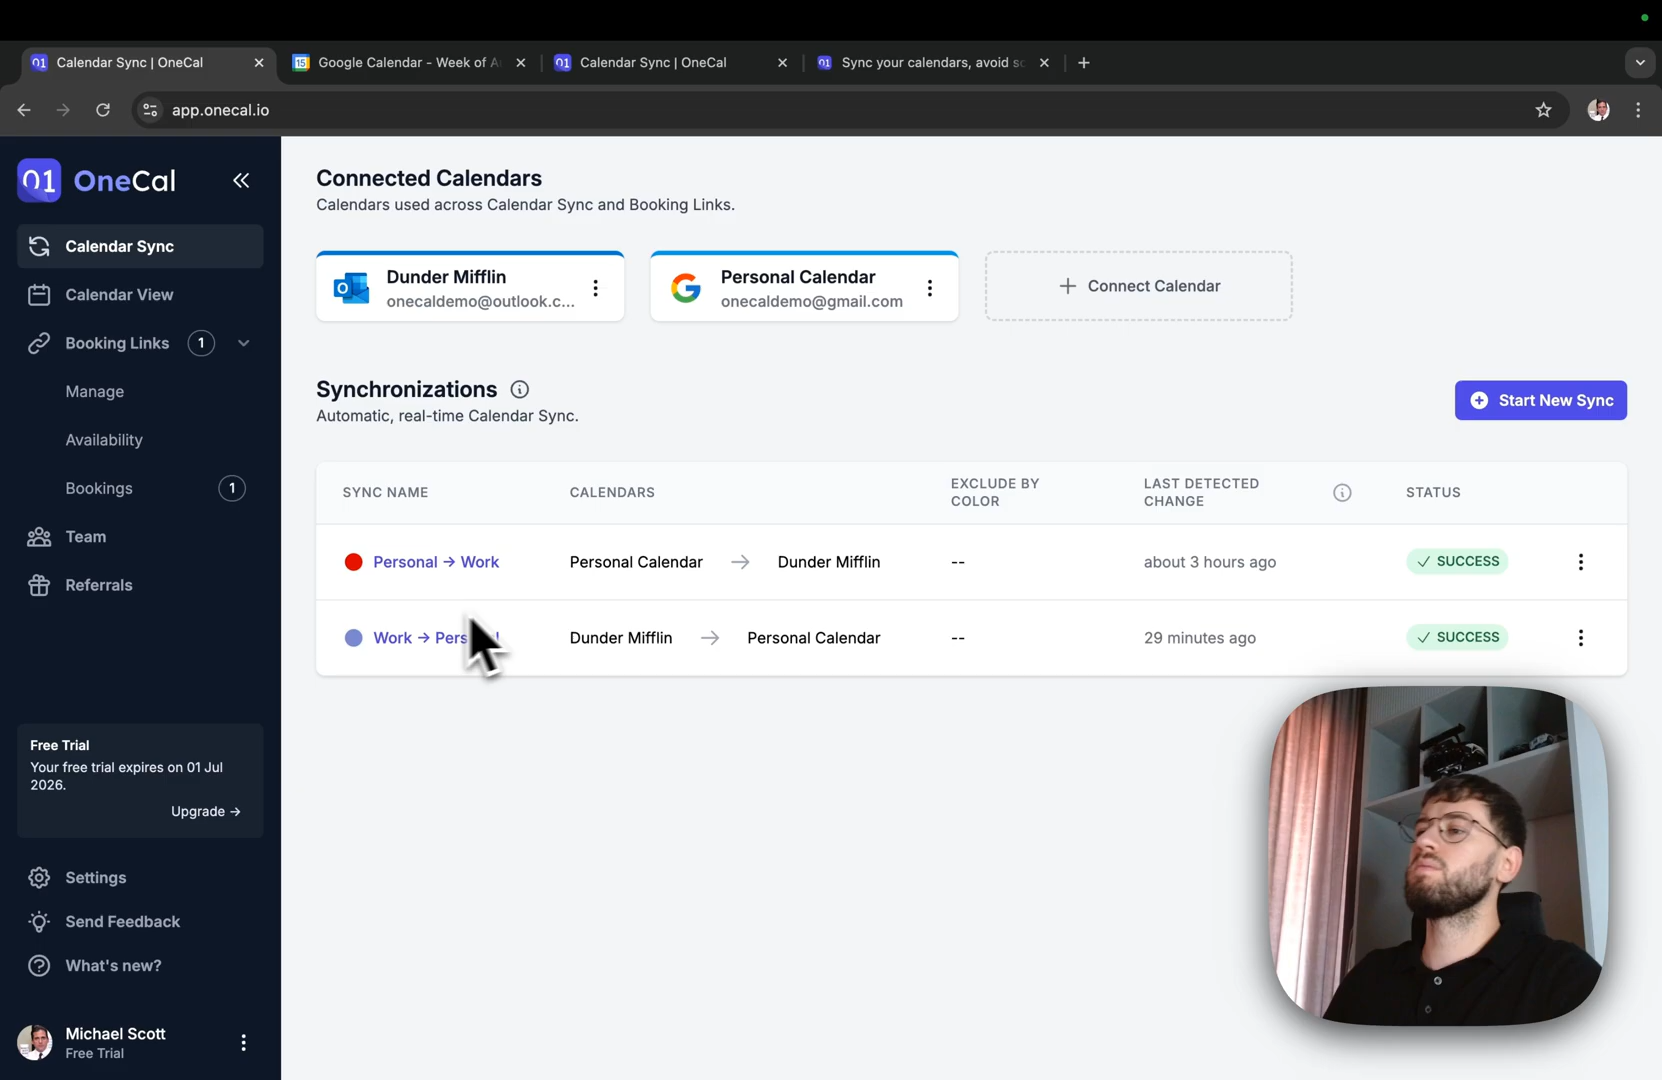 Calendar Sync | OneCal
Google Calendar - Week of A
Calendar Sync | OneCal
Sync your calendars, avoid sc
app.onecal.io
01 OneCal
Calendar Sync
Calendar View
Booking Links 1
Manage
Availability
Bookings 1
Team
Referrals
Free Trial
Your free trial expires on 01 Jul
2026.
Upgrade →
Settings
Send Feedback
What's new?
Michael Scott
Free Trial
Connected Calendars
Calendars used across Calendar Sync and Booking Links.
Dunder Mifflin
onecaldemo@outlook.c...
Personal Calendar
onecaldemo@gmail.com
+ Connect Calendar
Synchronizations
Automatic, real-time Calendar Sync.
Start New Sync
SYNC NAME CALENDARS EXCLUDE BY COLOR LAST DETECTED CHANGE STATUS
Personal → Work Personal Calendar → Dunder Mifflin -- about 3 hours ago ✓ SUCCESS
Work → Pers Dunder Mifflin → Personal Calendar -- 29 minutes ago ✓ SUCCESS